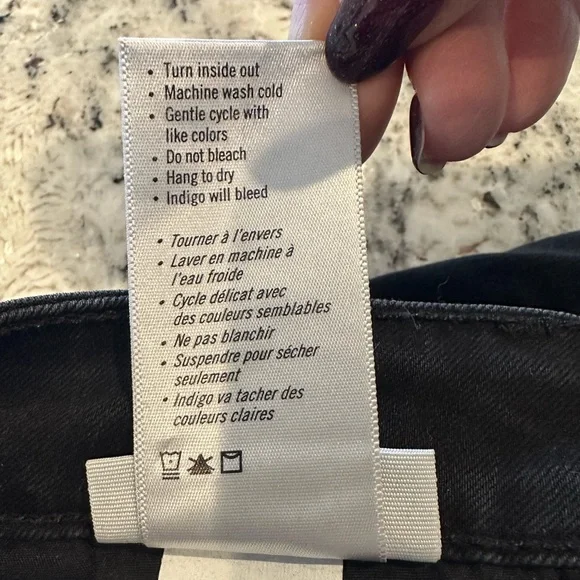 • Turn inside out
• Machine wash cold
• Gentle cycle with
like colors
• Do not bleach
• Hang to dry
• Indigo will bleed
• Tourner à l'envers
• Laver en machine à
l'eau froide
• Cycle délicat avec
des couleurs semblables
• Ne pas blanchir
• Suspendre pour sécher
seulement
• Indigo va tacher des
couleurs claires